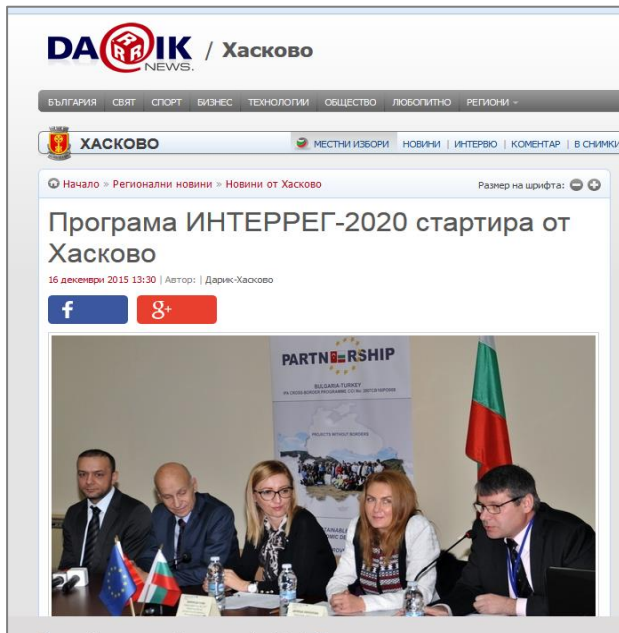 DARIK NEWS. / Хасково
БЪЛГАРИЯ СВЯТ СПОРТ БИЗНЕС ТЕХНОЛОГИИ ОБЩЕСТВО ЛЮБОПИТНО РЕГИОНИ
ХАСКОВО МЕСТНИ ИЗБОРИ НОВИНИ | ИНТЕРВЮ | КОМЕНТАР | В СНИМКИ
Начало » Регионални новини » Новини от Хасково Размер на шрифта:
Програма ИНТЕРРЕГ-2020 стартира от
Хасково
16 декември 2015 13:30 | Автор: | Дарик-Хасково
f g+
PARTNERSHIP
BULGARIA-TURKEY
PROJECTS WITHOUT BORDERS